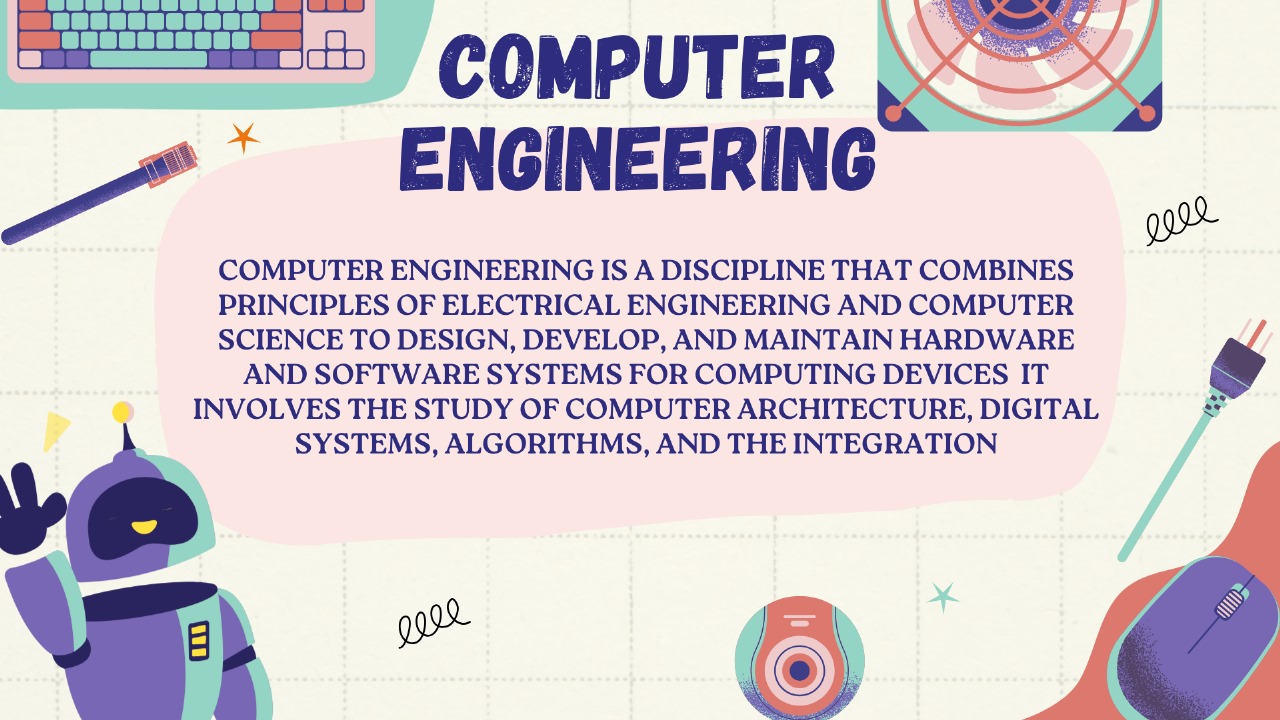 COMPUTER
ENGINEERING
COMPUTER ENGINEERING IS A DISCIPLINE THAT COMBINES
PRINCIPLES OF ELECTRICAL ENGINEERING AND COMPUTER
SCIENCE TO DESIGN, DEVELOP, AND MAINTAIN HARDWARE
AND SOFTWARE SYSTEMS FOR COMPUTING DEVICES  IT
INVOLVES THE STUDY OF COMPUTER ARCHITECTURE, DIGITAL
SYSTEMS, ALGORITHMS, AND THE INTEGRATION